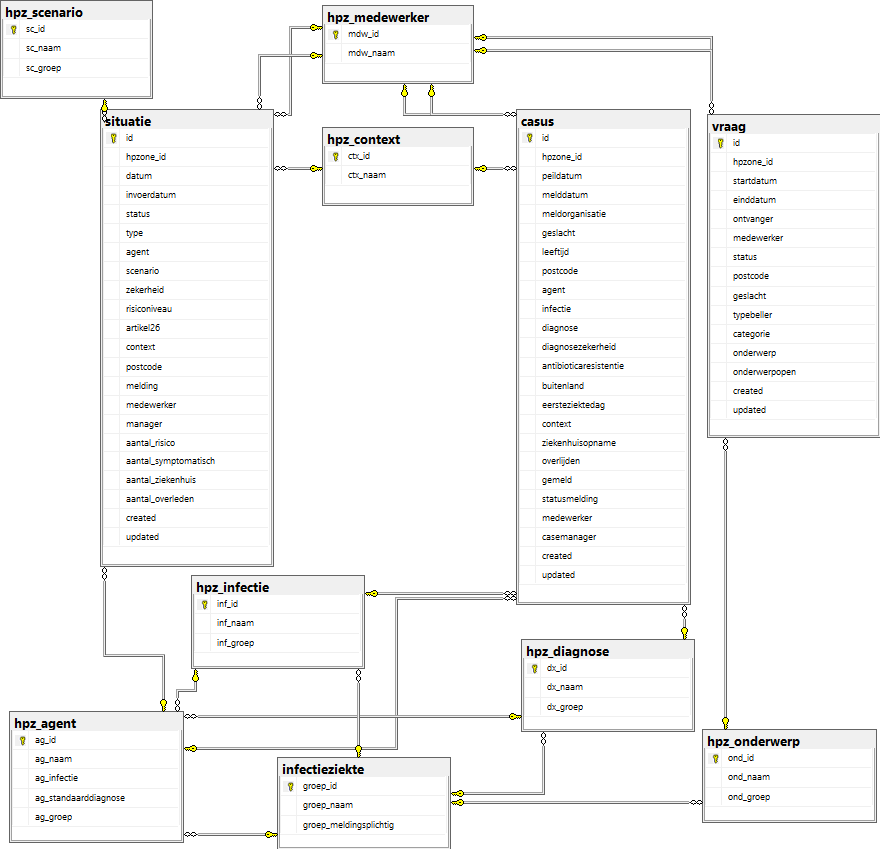 hpz_scenario
sc_id
sc_naam
sc_groep
hpz_medewerker
mdw_id
mdw_naam
situatie
id
hpzone_id
datum
invoerdatum
status
type
agent
scenario
zekerheid
risiconiveau
artikel26
context
postcode
melding
medewerker
manager
aantal_risico
aantal_symptomatisch
aantal_ziekenhuis
aantal_overleden
created
updated
hpz_context
ctx_id
ctx_naam
casus
id
hpzone_id
peildatum
melddatum
meldorganisatie
geslacht
leeftijd
postcode
agent
infectie
diagnose
diagnosezekerheid
antibioticaresistentie
buitenland
eersteziektedag
context
ziekenhuisopname
overlijden
gemeld
statusmelding
medewerker
casemanager
created
updated
vraag
id
hpzone_id
startdatum
einddatum
ontvanger
medewerker
status
postcode
geslacht
typebeller
categorie
onderwerp
onderwerpopen
created
updated
hpz_infectie
inf_id
inf_naam
inf_groep
hpz_diagnose
dx_id
dx_naam
dx_groep
hpz_agent
ag_id
ag_naam
ag_infectie
ag_standaarddiagnose
ag_groep
infectieziekte
groep_id
groep_naam
groep_meldingsplichtig
hpz_onderwerp
ond_id
ond_naam
ond_groep